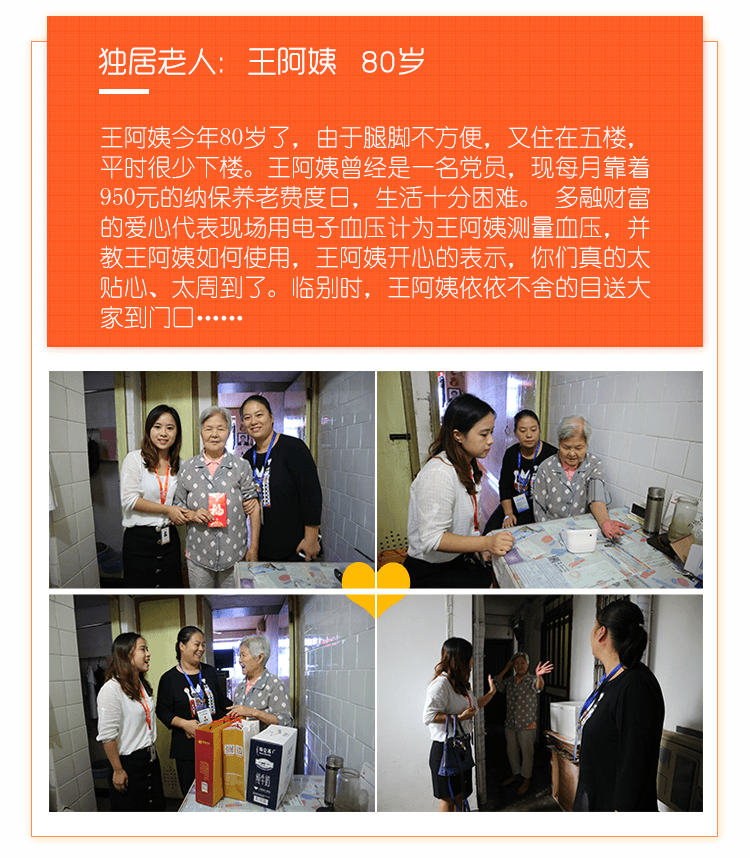 独居老人：王阿姨 80岁
王阿姨今年80岁了，由于腿脚不方便，又住在五楼，
平时很少下楼。王阿姨曾经是一名党员，现每月靠着
950元的纳保养老费度日，生活十分困难。 多融财富
的爱心代表现场用电子血压计为王阿姨测量血压，并
教王阿姨如何使用，王阿姨开心的表示，你们真的太
贴心、太周到了。临别时，王阿姨依依不舍的目送大
家到门口……
福
纯牛奶